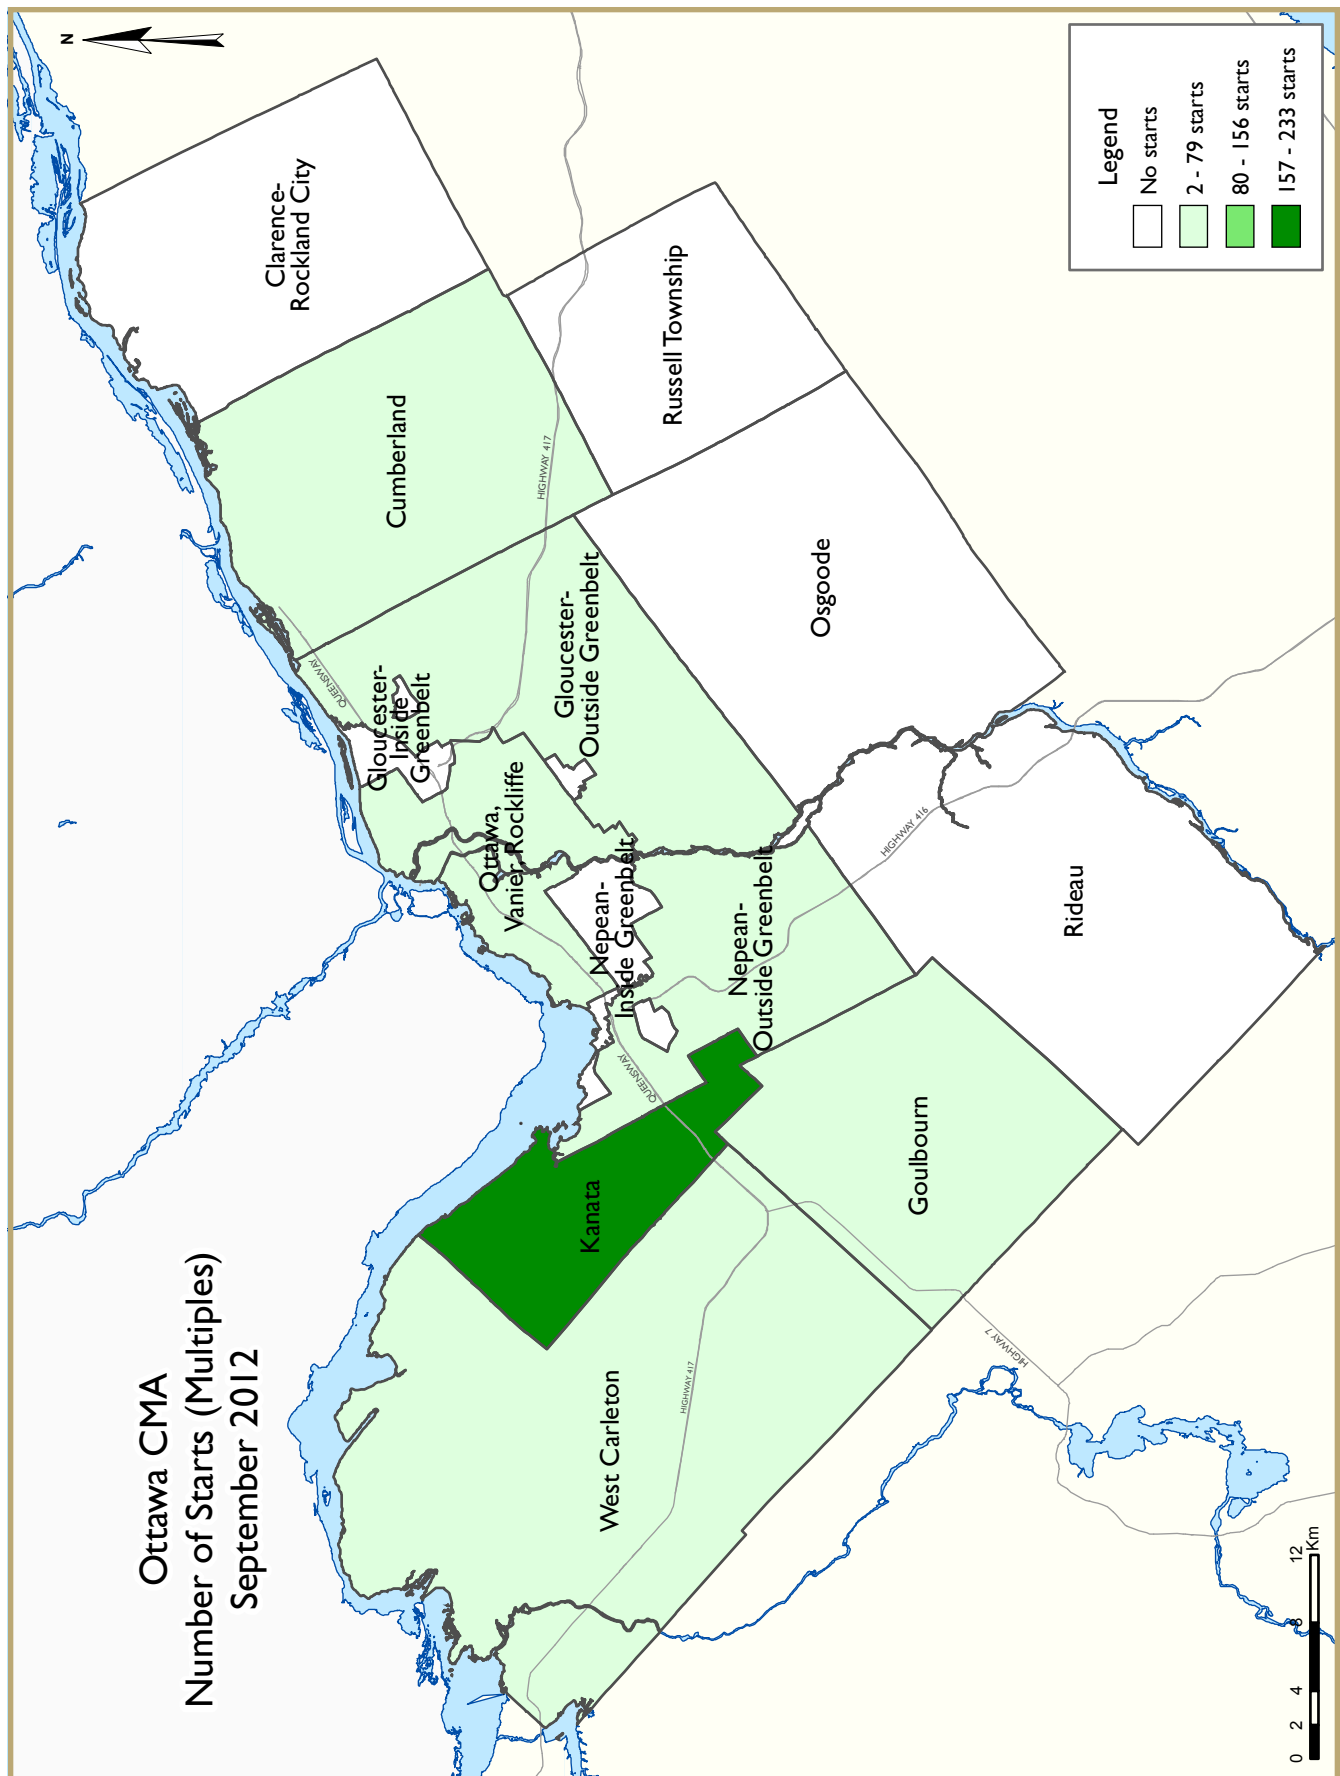 Ottawa CMA
Number of Starts (Multiples)
September 2012
N
Legend
No starts
2 - 79 starts
80 - 156 starts
157 - 233 starts
Clarence-
Rockland City
Cumberland
Russell Township
HIGHWAY 417
QUEENSWAY
Gloucester-
Inside
Greenbelt
Gloucester-
Outside Greenbelt
Osgoode
Ottawa,
Vanier, Rockliffe
Nepean-
Inside Greenbelt
Nepean-
Outside Greenbelt
HIGHWAY 416
Rideau
QUEENSWAY
Kanata
Goulbourn
West Carleton
HIGHWAY 417
HIGHWAY 7
0 2 4 8 12
Km